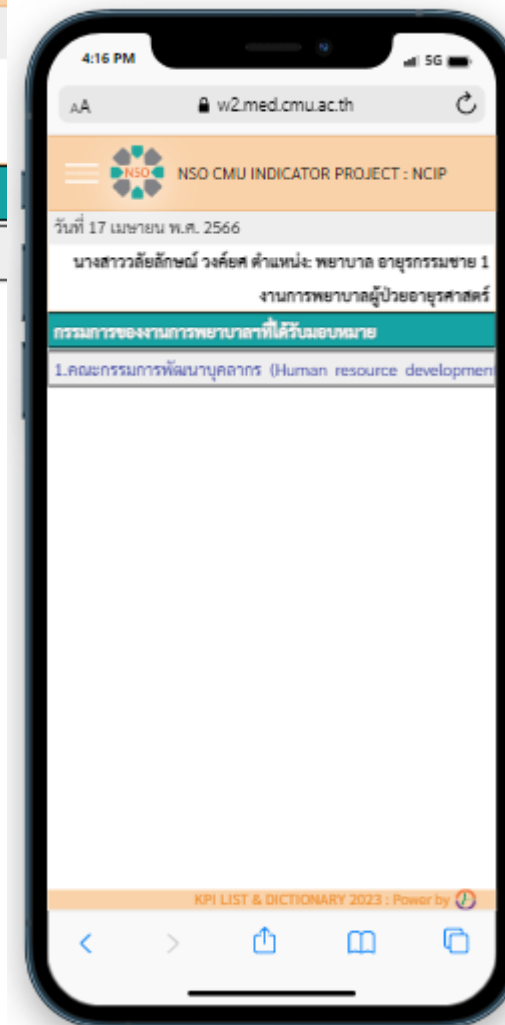 4:16 PM
5G
AA
w2.med.cmu.ac.th
NSO
NSO CMU INDICATOR PROJECT : NCIP
วันที่ 17 เมษายน พ.ศ. 2566
นางสาววลัยลักษณ์ วงค์ยศ ตำแหน่ง: พยาบาล อายุรกรรมชาย 1
งานการพยาบาลผู้ป่วยอายุรศาสตร์
กรรมการของงานการพยาบาลฯที่ได้รับมอบหมาย
1.คณะกรรมการพัฒนาบุคลากร (Human resource development
KPI LIST & DICTIONARY 2023 : Power by